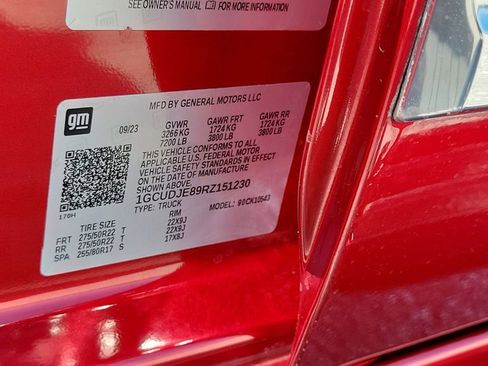 SEE OWNER'S MANUAL FOR MORE INFORMATION
MFD BY GENERAL MOTORS LLC
gm
09/23 GVWR GAWR FRT GAWR RR
3266 KG 1724 KG 1724 KG
7200 LB 3800 LB 3800 LB
THIS VEHICLE CONFORMS TO ALL
APPLICABLE U.S. FEDERAL MOTOR
VEHICLE SAFETY STANDARDS IN EFFECT
ON THE DATE OF MANUFACTURE SHOWN ABOVE.
1GCUDJE89RZ151230
170H
TYPE: TRUCK MODEL: 90CK10543
TIRE SIZE RIM
FRT 275/50R22 T 22X9J
RR 275/50R22 T 22X9J
SPA 255/80R17 S 17X8J